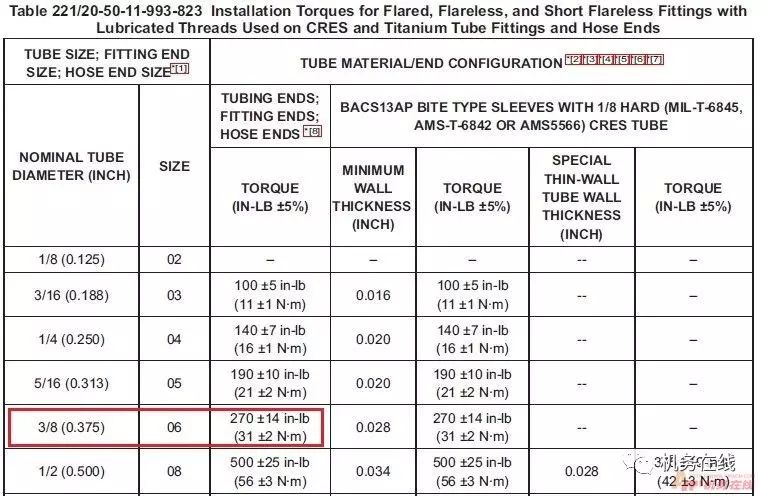 Table 221/20-50-11-993-823 Installation Torques for Flared, Flareless, and Short Flareless Fittings with
Lubricated Threads Used on CRES and Titanium Tube Fittings and Hose Ends
TUBE SIZE; FITTING END
SIZE; HOSE END SIZE*[1]
TUBE MATERIAL/END CONFIGURATION*[2]*[3]*[4]*[5]*[6]*[7]
NOMINAL TUBE
DIAMETER (INCH)
SIZE
TUBING ENDS;
FITTING ENDS;
HOSE ENDS *[8]
BACS13AP BITE TYPE SLEEVES WITH 1/8 HARD (MIL-T-6845,
AMS-T-6842 OR AMS5566) CRES TUBE
TORQUE
(IN-LB ±5%)
MINIMUM
WALL
THICKNESS
(INCH)
TORQUE
(IN-LB ±5%)
SPECIAL
THIN-WALL
TUBE WALL
THICKNESS
(INCH)
TORQUE
(IN-LB ±5%)
1/8 (0.125) 02 – – – -- –
3/16 (0.188) 03 100 ±5 in-lb (11 ±1 N·m) 0.016 100 ±5 in-lb (11 ±1 N·m) -- –
1/4 (0.250) 04 140 ±7 in-lb (16 ±1 N·m) 0.020 140 ±7 in-lb (16 ±1 N·m) -- –
5/16 (0.313) 05 190 ±10 in-lb (21 ±2 N·m) 0.020 190 ±10 in-lb (21 ±2 N·m) -- –
3/8 (0.375) 06 270 ±14 in-lb (31 ±2 N·m) 0.028 270 ±14 in-lb (31 ±2 N·m) -- –
1/2 (0.500) 08 500 ±25 in-lb (56 ±3 N·m) 0.034 500 ±25 in-lb (56 ±3 N·m) 0.028 (42 ±3 N·m)
机务在线